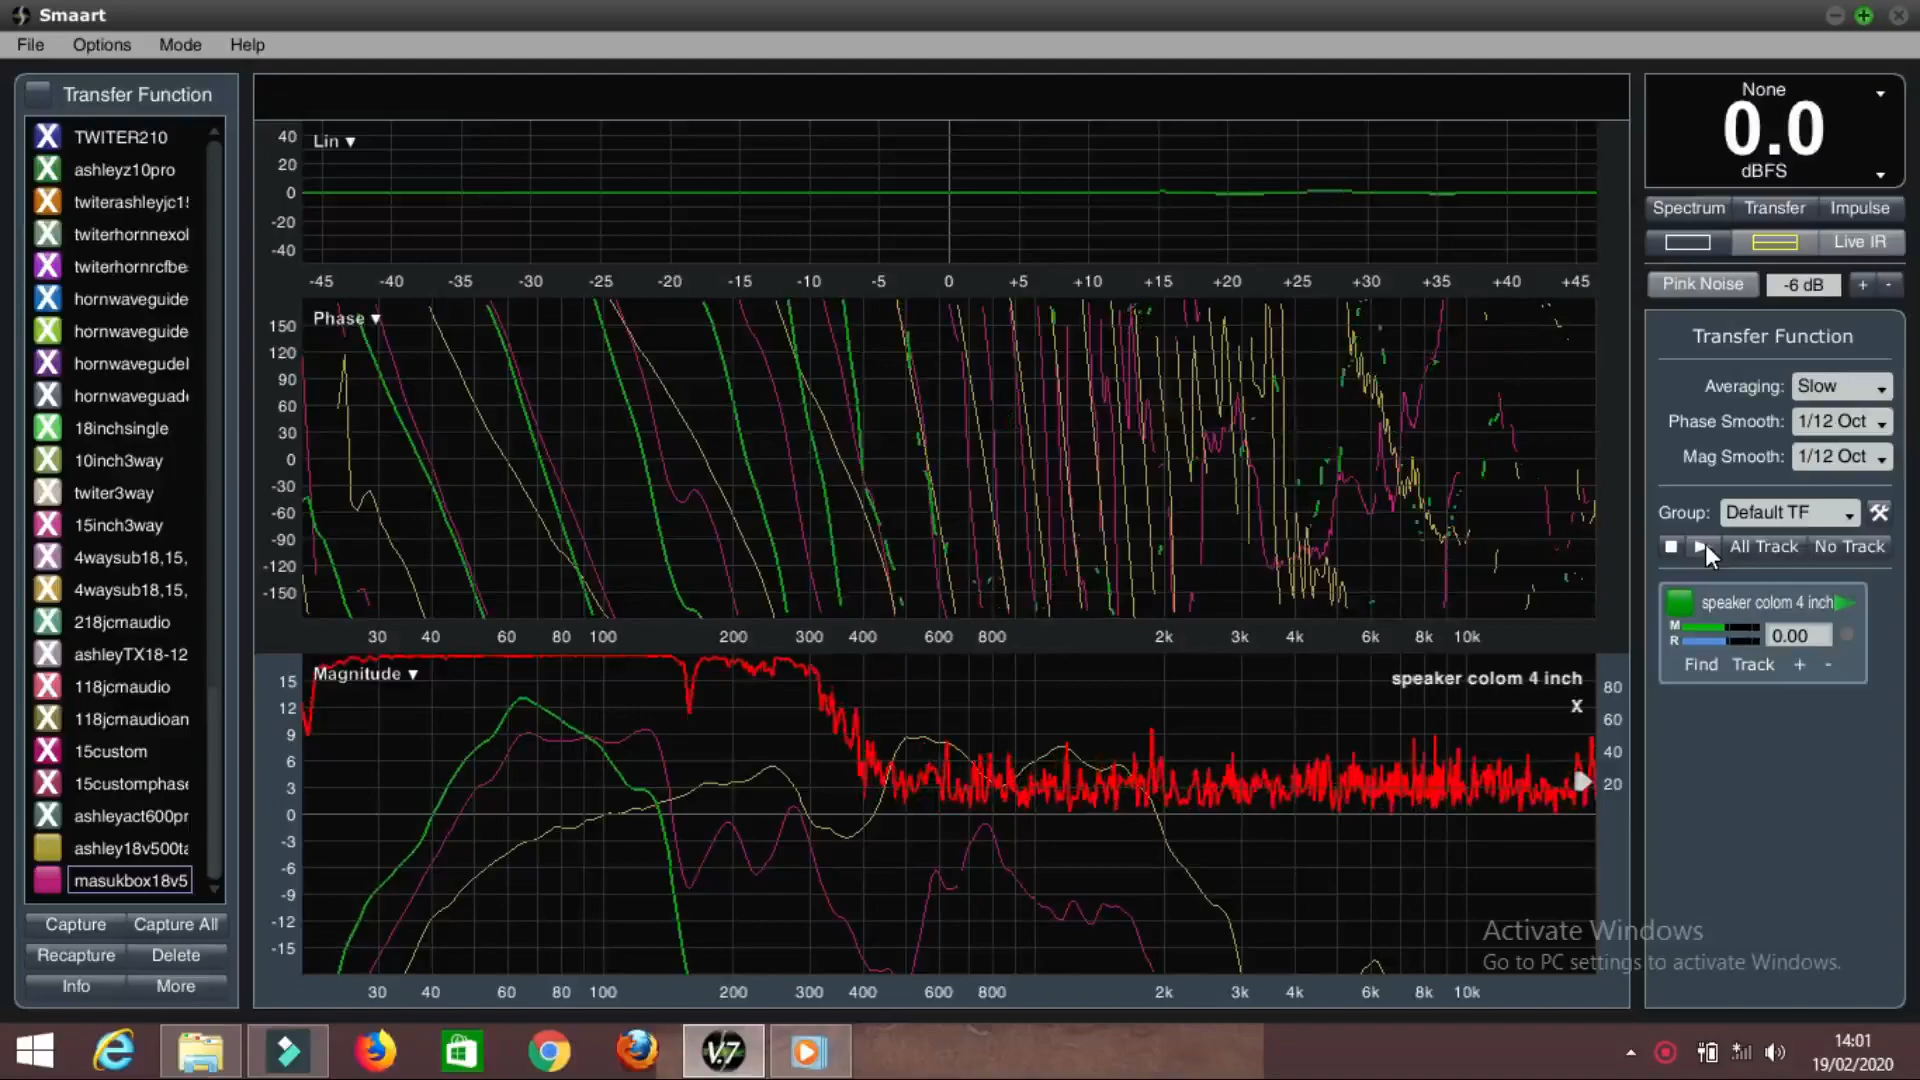 Smaart
File Options Mode Help
Transfer Function
TWITER210
ashleyz10pro
twiterashleyjc1
twiterhornnexol
twiterhornrcfbe
hornwaveguide
hornwaveguide
hornwavegudel
hornwaveguad
18inchsingle
10inch3way
twiter3way
15inch3way
4waysub18,15,
4waysub18,15,
218jcmaudio
ashleyTX18-12
118jcmaudio
118jcmaudioan
15custom
15customphase
ashleyact600pr
ashley18v500ta
masukbox18v5
Capture Capture All
Recapture Delete
Info More
Lin
40
20
0
-20
-40
-45 -40 -35 -30 -25 -20 -15 -10 -5 0 +5 +10 +15 +20 +25 +30 +35 +40 +45
Phase
150
120
90
60
30
0
-30
-60
-90
-120
-150
30 40 60 80 100 200 300 400 600 800 2k 3k 4k 6k 8k 10k
Magnitude
speaker colom 4 inch
X
15
12
9
6
3
0
-3
-6
-9
-12
-15
80
60
40
20
30 40 60 80 100 200 300 400 600 800 2k 3k 4k 6k 8k 10k
None
0.0
dBFS
Spectrum Transfer Impulse
Live IR
Pink Noise -6 dB + -
Transfer Function
Averaging: Slow
Phase Smooth: 1/12 Oct
Mag Smooth: 1/12 Oct
Group: Default TF
All Track No Track
speaker colom 4 inch
M
R
0.00
Find Track + -
Activate Windows
Go to PC settings to activate Windows.
V.7
14:01
19/02/2020